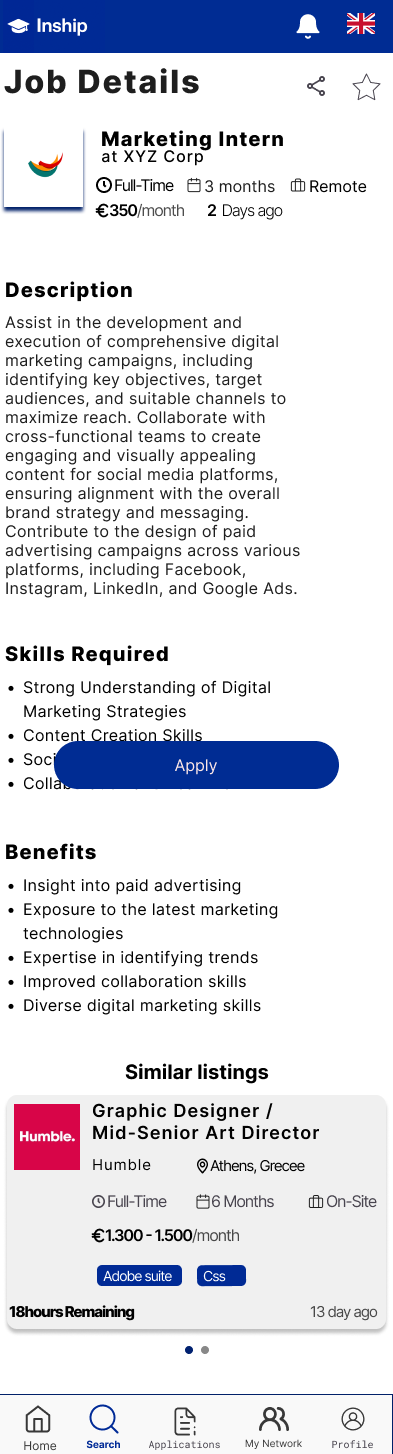 Inship
Job Details
Marketing Intern
at XYZ Corp
Full-Time 3 months Remote
€350/month 2 Days ago
Description
Assist in the development and
execution of comprehensive digital
marketing campaigns, including
identifying key objectives, target
audiences, and suitable channels to
maximize reach. Collaborate with
cross-functional teams to create
engaging and visually appealing
content for social media platforms,
ensuring alignment with the overall
brand strategy and messaging.
Contribute to the design of paid
advertising campaigns across various
platforms, including Facebook,
Instagram, LinkedIn, and Google Ads.
Skills Required
• Strong Understanding of Digital
Marketing Strategies
• Content Creation Skills
Apply
Benefits
• Insight into paid advertising
• Exposure to the latest marketing
technologies
• Expertise in identifying trends
• Improved collaboration skills
• Diverse digital marketing skills
Similar listings
Humble.
Graphic Designer /
Mid-Senior Art Director
Humble Athens, Grecee
Full-Time 6 Months On-Site
€1.300 - 1.500/month
Adobe suite Css
18hours Remaining 13 day ago
Home Search Applications My Network Profile